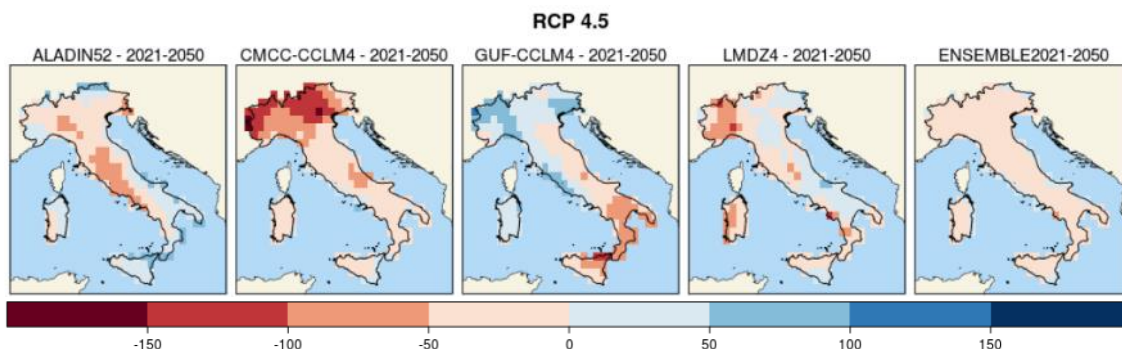 RCP 4.5
ALADIN52 - 2021-2050
CMCC-CCLM4 - 2021-2050
GUF-CCLM4 - 2021-2050
LMDZ4 - 2021-2050
ENSEMBLE2021-2050
-150 -100 -50 0 50 100 150